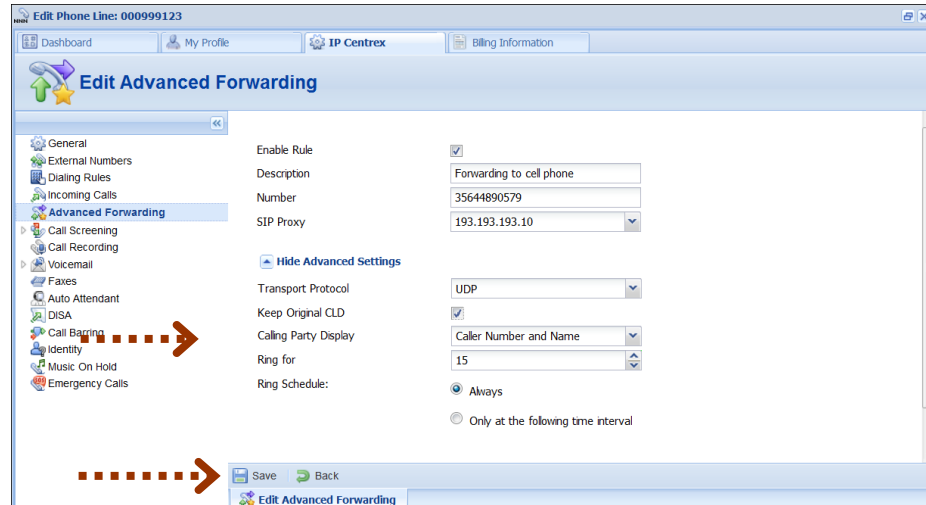 Edit Phone Line: 000999123
Dashboard My Profile IP Centrex Billing Information
Edit Advanced Forwarding
General
External Numbers
Dialing Rules
Incoming Calls
Advanced Forwarding
Call Screening
Call Recording
Voicemail
Faxes
Auto Attendant
DISA
Call Barring
Identity
Music On Hold
Emergency Calls
Enable Rule
Description Forwarding to cell phone
Number 35644890579
SIP Proxy 193.193.193.10
Hide Advanced Settings
Transport Protocol UDP
Keep Original CLD
Calling Party Display Caller Number and Name
Ring for 15
Ring Schedule: Always
Only at the following time interval
Save Back
Edit Advanced Forwarding